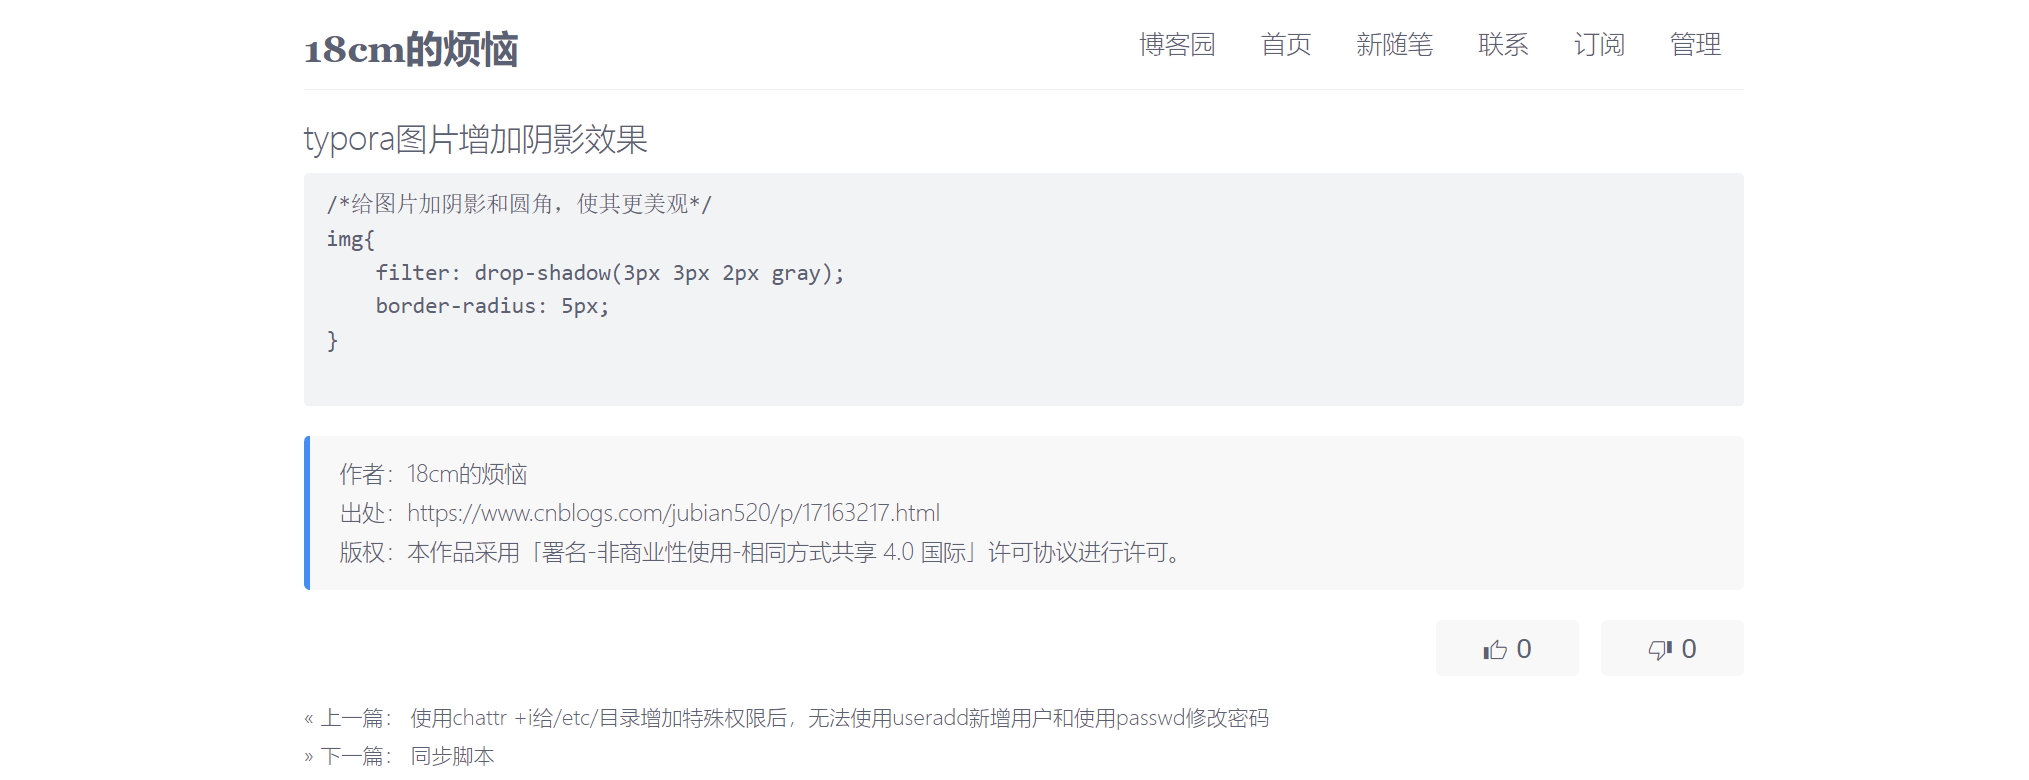 18cm的烦恼
博客园 首页 新随笔 联系 订阅 管理
typora图片增加阴影效果
/*给图片加阴影和圆角，使其更美观*/
img{
    filter: drop-shadow(3px 3px 2px gray);
    border-radius: 5px;
}
作者：18cm的烦恼
出处：https://www.cnblogs.com/jubian520/p/17163217.html
版权：本作品采用「署名-非商业性使用-相同方式共享 4.0 国际」许可协议进行许可。
0 0
« 上一篇： 使用chattr +i给/etc/目录增加特殊权限后，无法使用useradd新增用户和使用passwd修改密码
» 下一篇： 同步脚本